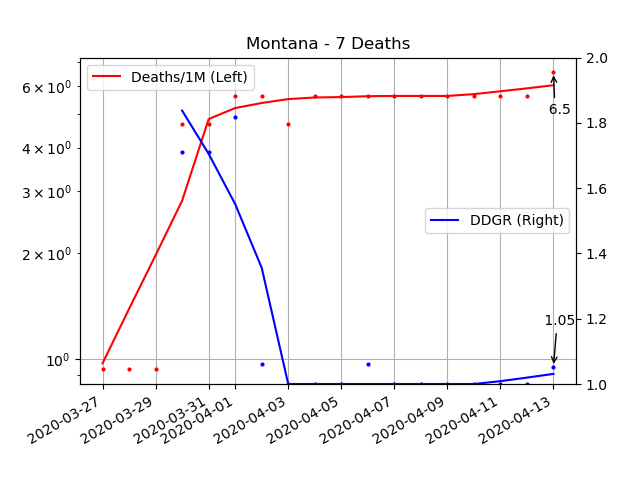 Montana - 7 Deaths
Deaths/1M (Left)
DDGR (Right)
6.5
1.05
6 × 10⁰
4 × 10⁰
3 × 10⁰
2 × 10⁰
10⁰
2.0
1.8
1.6
1.4
1.2
1.0
2020-03-27
2020-03-29
2020-03-31
2020-04-01
2020-04-03
2020-04-05
2020-04-07
2020-04-09
2020-04-11
2020-04-13